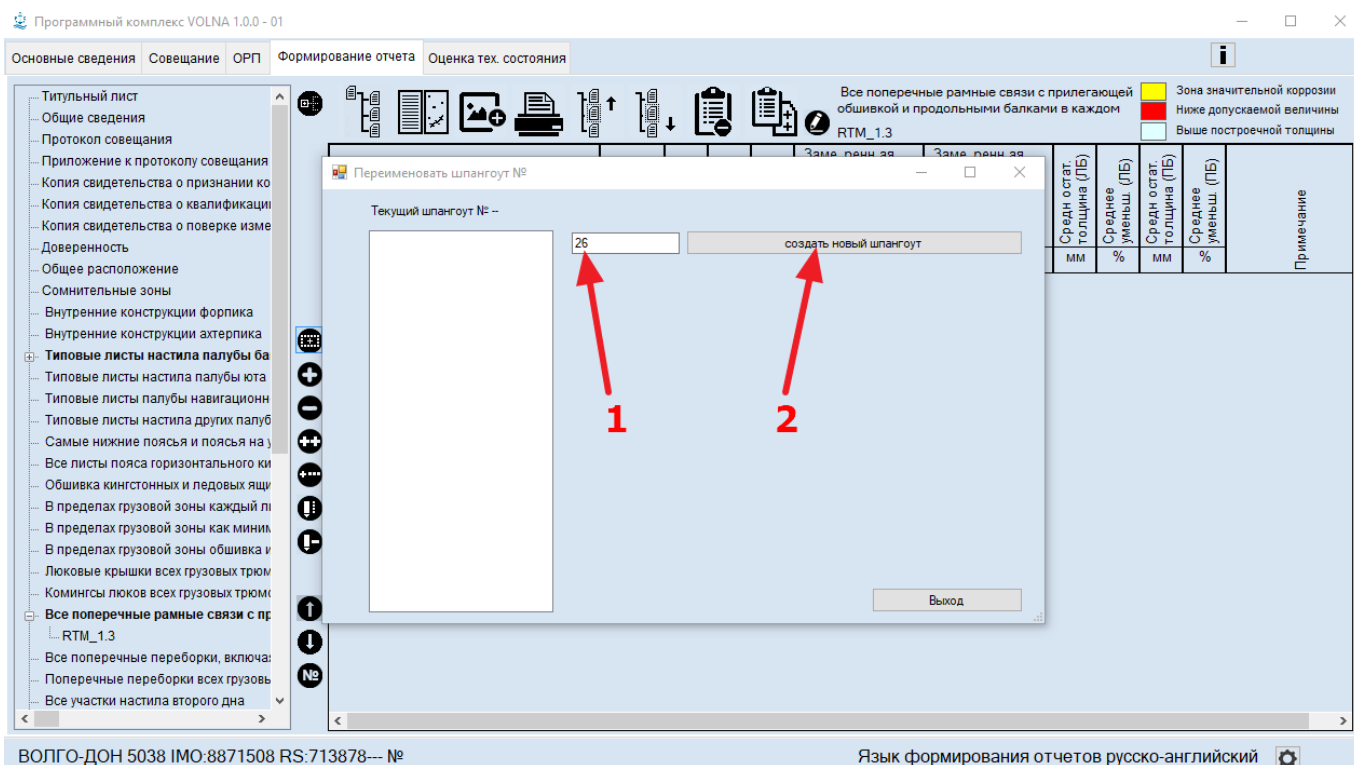 Программный комплекс VOLNA 1.0.0 - 01
Основные сведения Совещание ОРП Формирование отчета Оценка тех. состояния
Титульный лист
Общие сведения
Протокол совещания
Приложение к протоколу совещания
Копия свидетельства о признании ко
Копия свидетельства о квалификаци
Копия свидетельства о поверке изме
Доверенность
Общее расположение
Сомнительные зоны
Внутренние конструкции форпика
Внутренние конструкции ахтерпика
Типовые листы настила палубы ба
Типовые листы настила палубы юта
Типовые листы палубы навигационн
Типовые листы настила других палуб
Самые нижние поясья и поясья на у
Все листы пояса горизонтального ки
Обшивка кингстонных и ледовых ящи
В пределах грузовой зоны каждый ли
В пределах грузовой зоны как миним
В пределах грузовой зоны обшивка и
Люковые крышки всех грузовых трюм
Комингсы люков всех грузовых трюмо
Все поперечные рамные связи с пр
RTM_1.3
Все поперечные переборки, включа
Поперечные переборки всех грузовы
Все участки настила второго дна
№
Все поперечные рамные связи с прилегающей
обшивкой и продольными балками в каждом
RTM_1.3
Зона значительной коррозии
Ниже допускаемой величины
Выше построечной толщины
Заме ренн ая Заме ренн ая
Средн остат.
толщина (ЛБ)
Среднее
уменьш. (ЛБ)
Средн остат.
толщина (ПБ)
Среднее
уменьш. (ПБ)
Примечание
мм % мм %
Переименовать шпангоут №
Текущий шпангоут № --
26 создать новый шпангоут
1 2
Выход
ВОЛГО-ДОН 5038 IMO:8871508 RS:713878--- № Язык формирования отчетов русско-английский